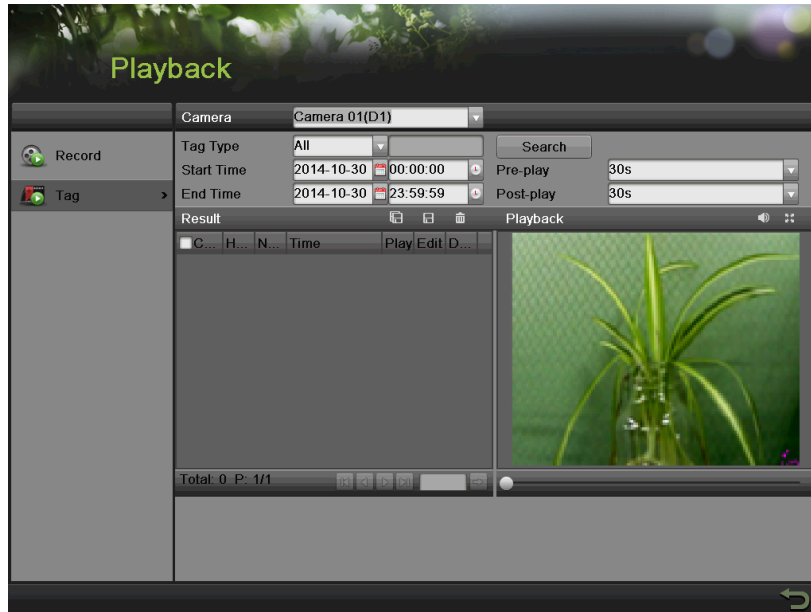 Playback
Camera Camera 01(D1)
Record
Tag
Tag Type All Search
Start Time 2014-10-30 00:00:00 Pre-play 30s
End Time 2014-10-30 23:59:59 Post-play 30s
Result Playback
C... H... N... Time Play Edit D...
Total: 0 P: 1/1